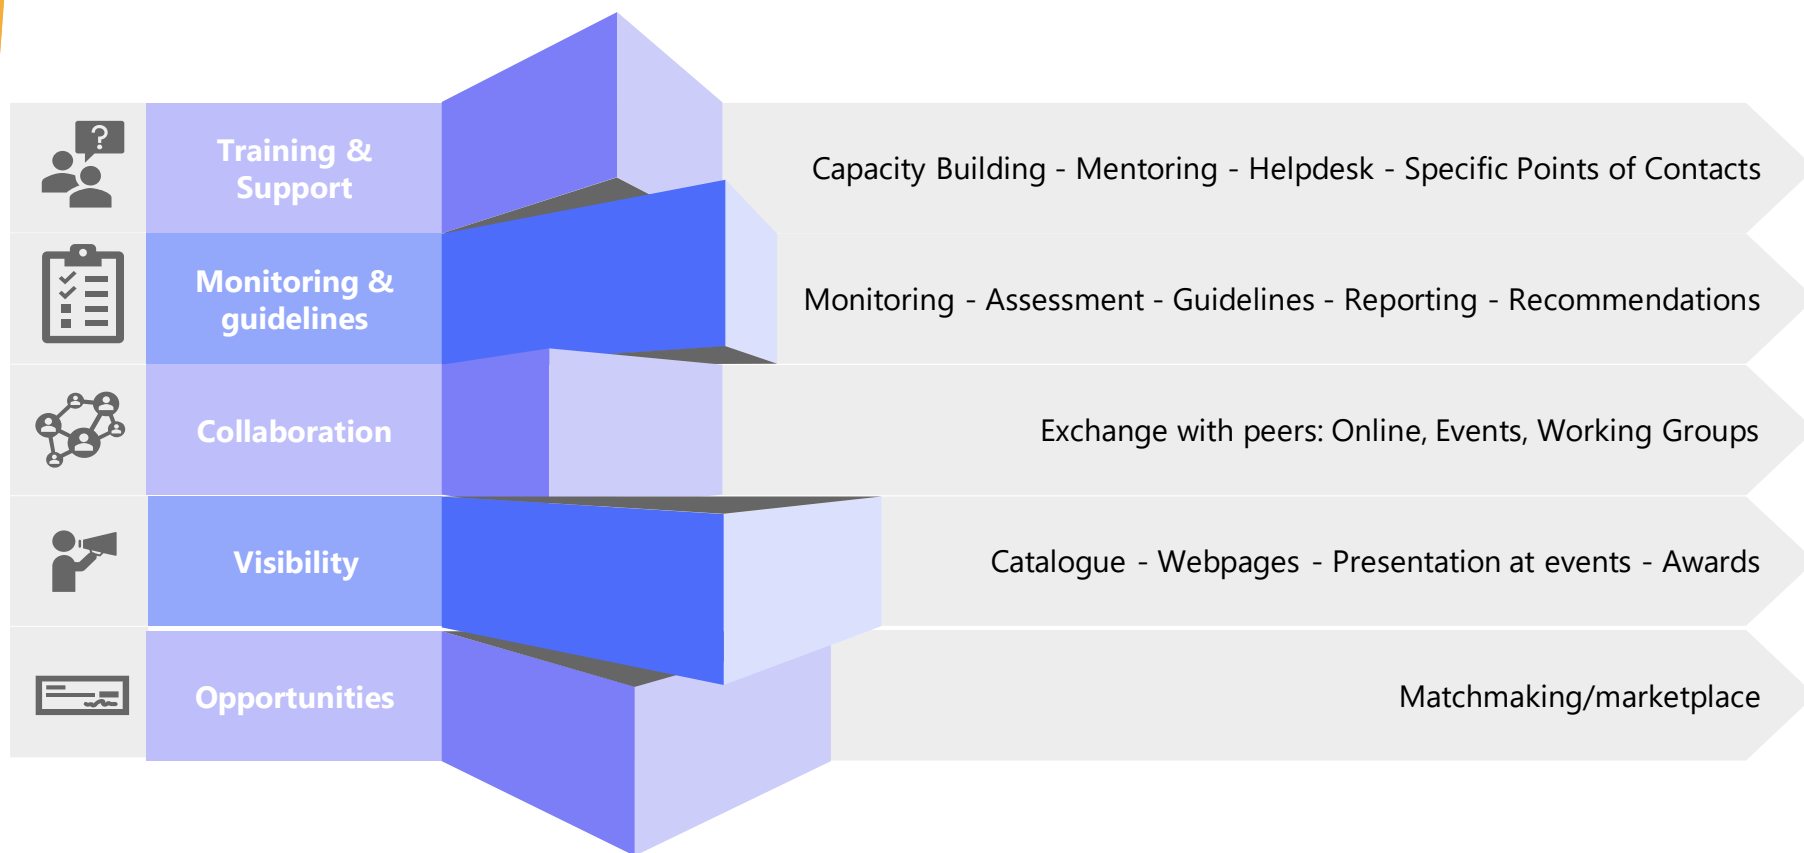 ?
Training &
Support
Capacity Building - Mentoring - Helpdesk - Specific Points of Contacts
Monitoring &
guidelines
Monitoring - Assessment - Guidelines - Reporting - Recommendations
Collaboration
Exchange with peers: Online, Events, Working Groups
Visibility
Catalogue - Webpages - Presentation at events - Awards
Opportunities
Matchmaking/marketplace